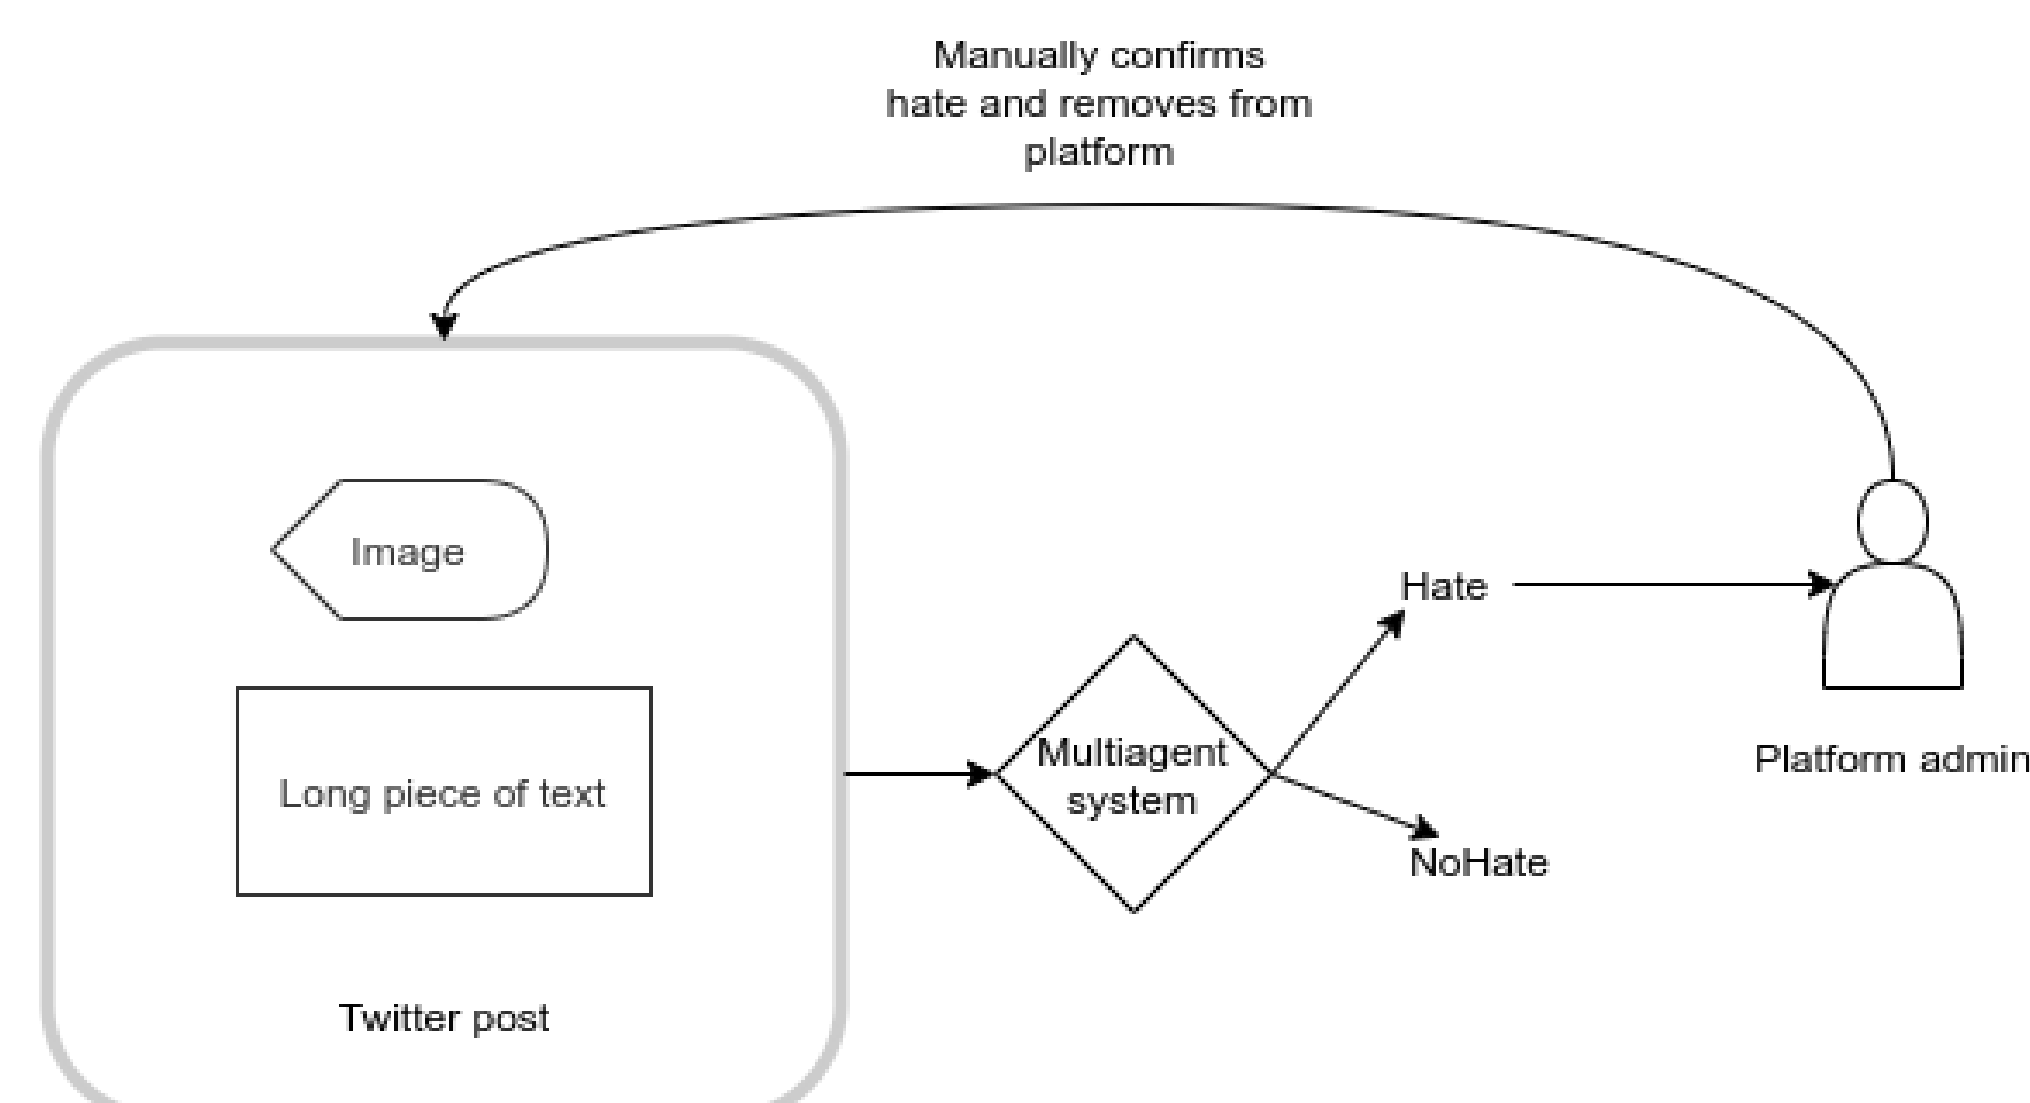 Manually confirms
hate and removes from
platform
Image
Long piece of text
Twitter post
Multiagent
system
Hate
NoHate
Platform admin